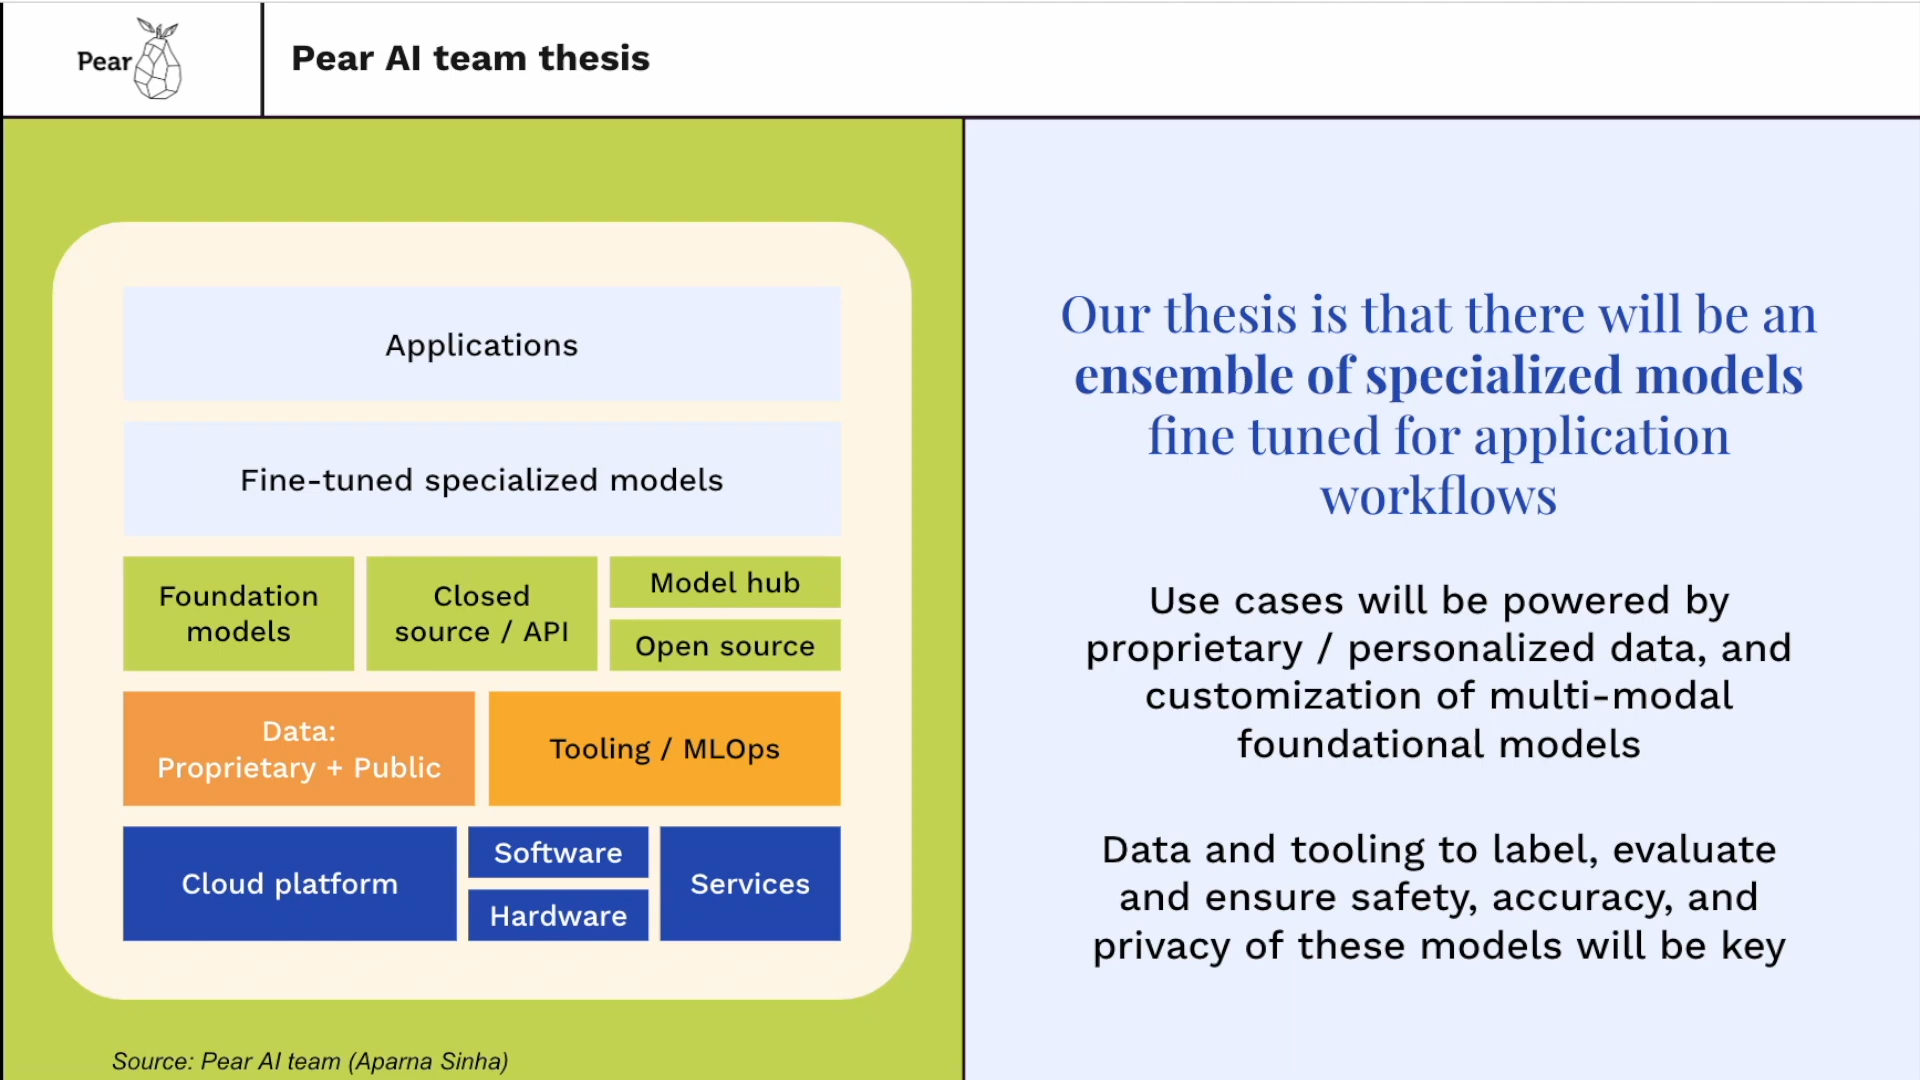 Pear
Pear AI team thesis
Applications
Fine-tuned specialized models
Foundation
models
Closed
source / API
Model hub
Open source
Data:
Proprietary + Public
Tooling / MLOps
Cloud platform
Software
Hardware
Services
Source: Pear AI team (Aparna Sinha)
Our thesis is that there will be an
ensemble of specialized models
fine tuned for application
workflows
Use cases will be powered by
proprietary / personalized data, and
customization of multi-modal
foundational models
Data and tooling to label, evaluate
and ensure safety, accuracy, and
privacy of these models will be key